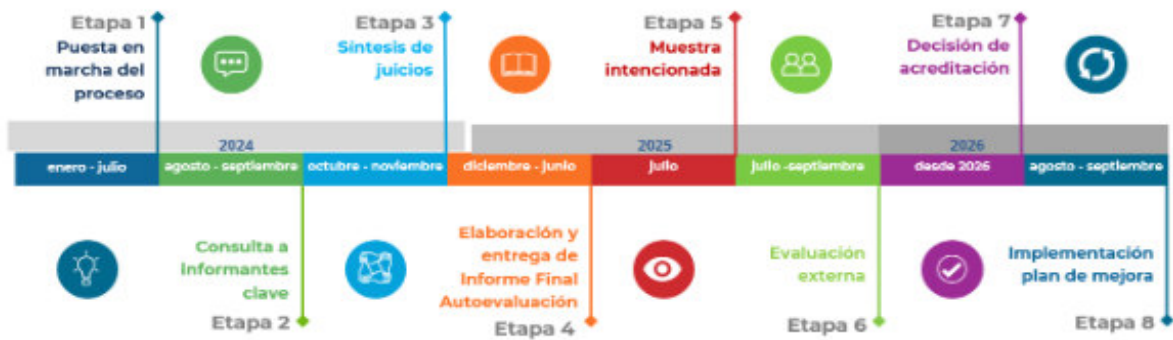 Etapa 1
Puesta en
marcha del
proceso
Etapa 3
Síntesis de
juicios
Etapa 5
Muestra
intencionada
Etapa 7
Decisión de
acreditación
2024
2025
2026
enero - julio
agosto - septiembre
octubre - noviembre
diciembre - junio
julio
julio -septiembre
desde 2026
agosto - septiembre
Consulta a
Informantes
clave
Etapa 2
Elaboración y
entrega de
Informe Final
Autoevaluación
Etapa 4
Evaluación
externa
Etapa 6
Implementación
plan de mejora
Etapa 8